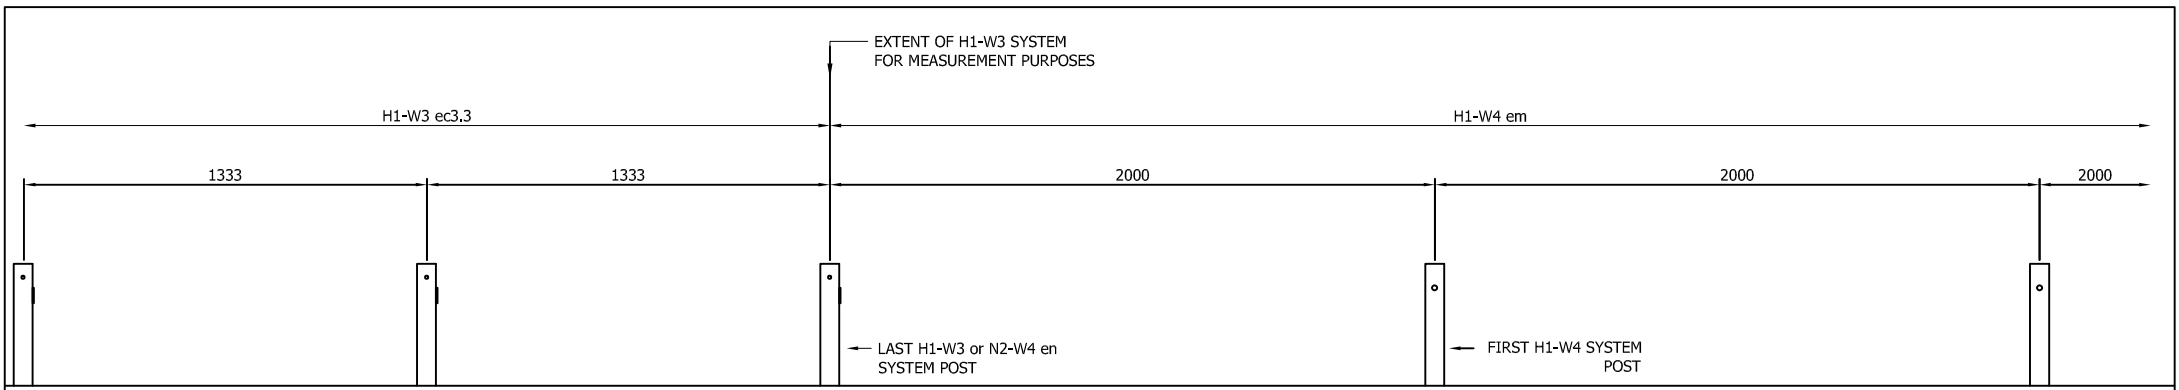 EXTENT OF H1-W3 SYSTEM
FOR MEASUREMENT PURPOSES
H1-W3 ec3.3
H1-W4 em
1333
1333
2000
2000
2000
LAST H1-W3 or N2-W4 en
SYSTEM POST
FIRST H1-W4 SYSTEM
POST